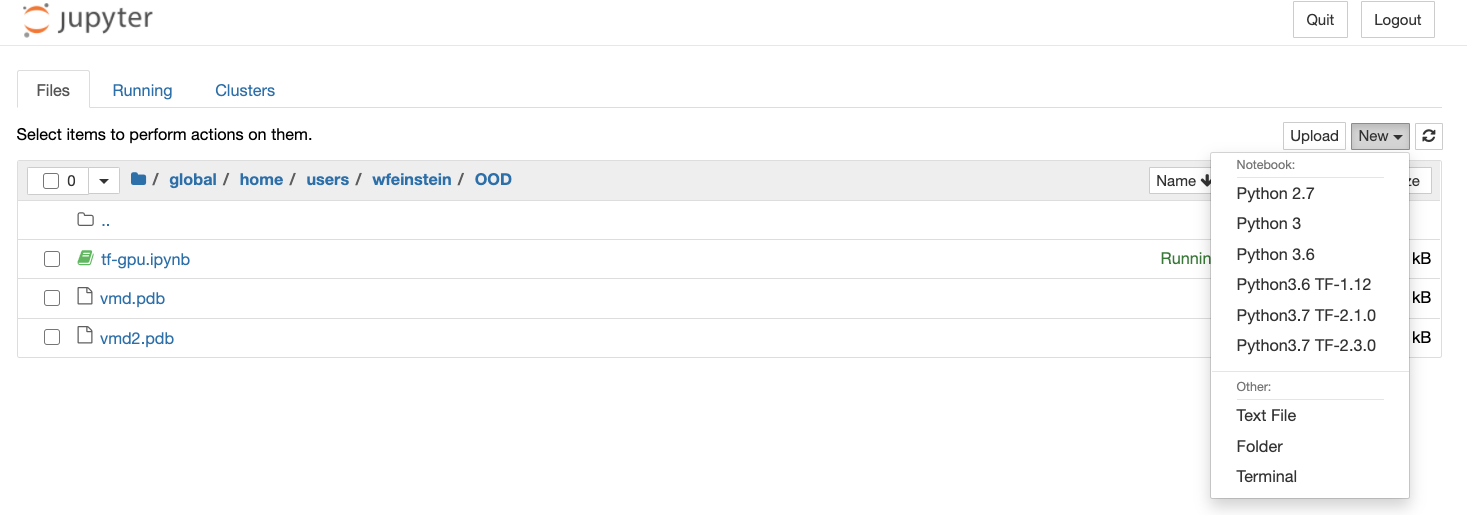 jupyter
Quit Logout
Files Running Clusters
Select items to perform actions on them.
Upload New
0 / global / home / users / wfeinstein / OOD
Name
..
tf-gpu.ipynb
kB
vmd.pdb
kB
vmd2.pdb
kB
Notebook:
Python 2.7
Python 3
Python 3.6
Python3.6 TF-1.12
Python3.7 TF-2.1.0
Python3.7 TF-2.3.0
Other:
Text File
Folder
Terminal